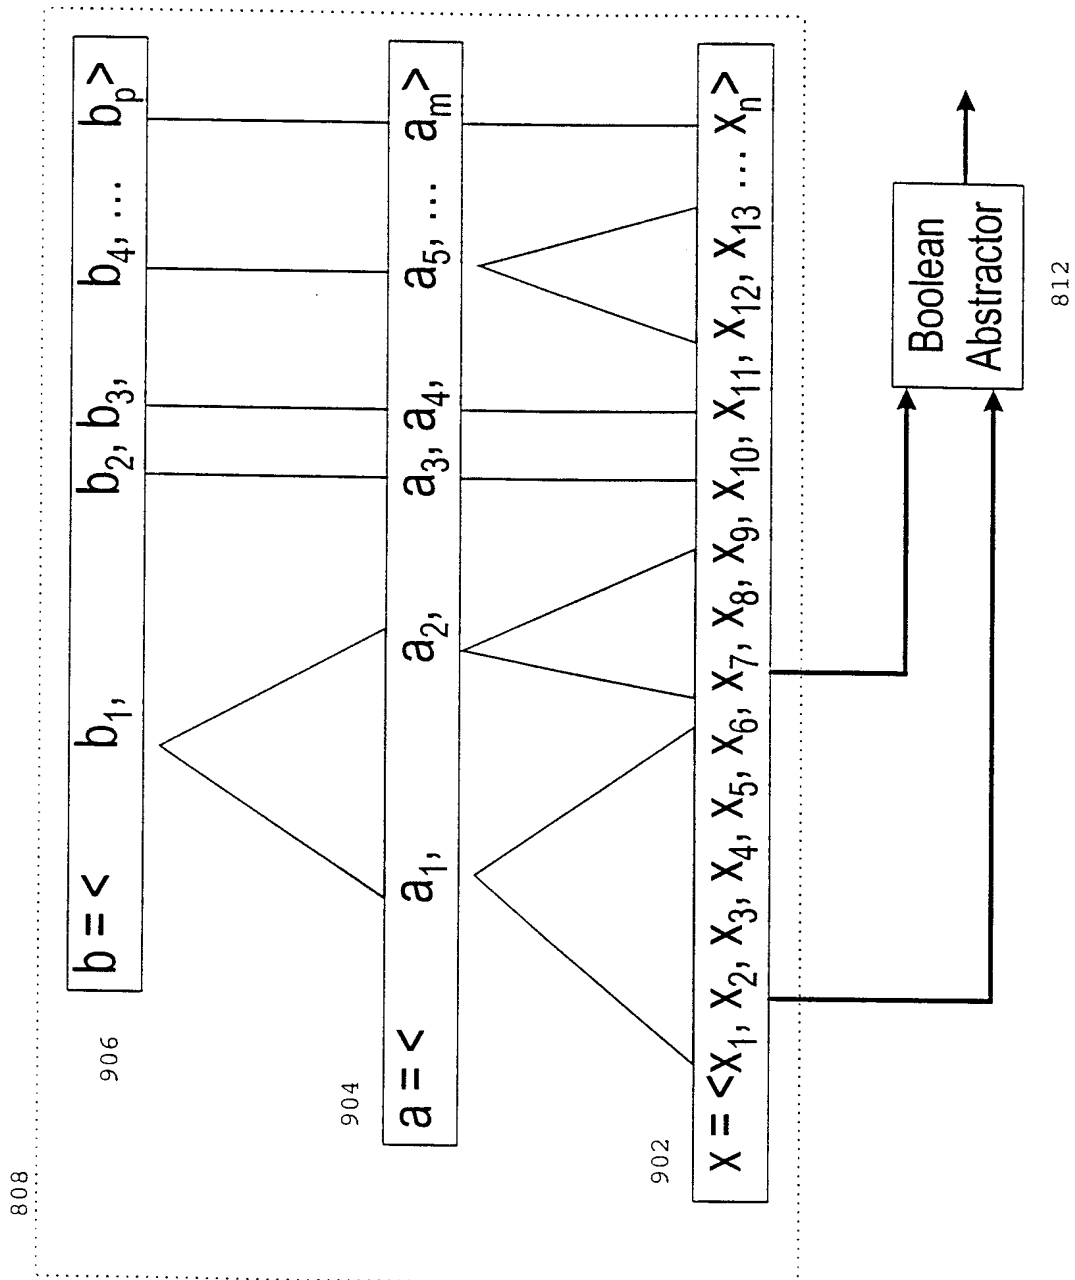 808
906
b = < b₁, b₂, b₃, b₄, ... bₚ >
904
a = < a₁, a₂, a₃, a₄, a₅, ... aₘ >
902
x = <x₁, x₂, x₃, x₄, x₅, x₆, x₇, x₈, x₉, x₁₀, x₁₁, x₁₂, x₁₃ ... xₙ >
Boolean
Abstractor
812